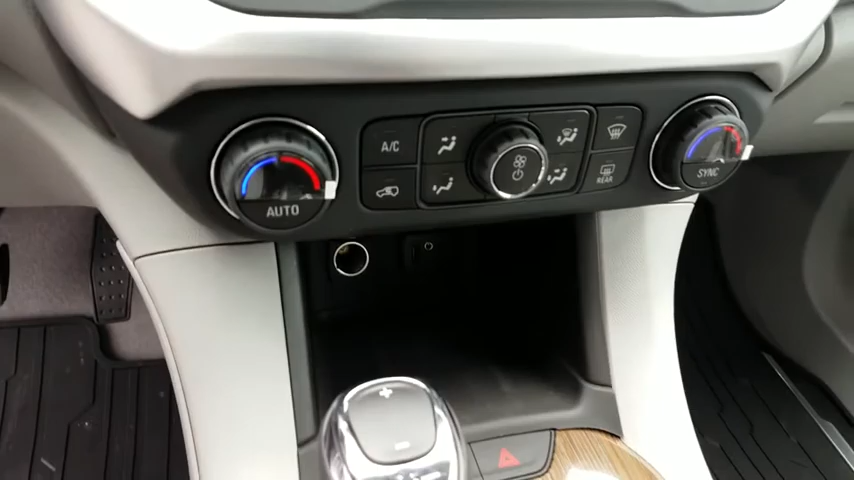 A/C
AUTO
REAR
SYNC
+
-